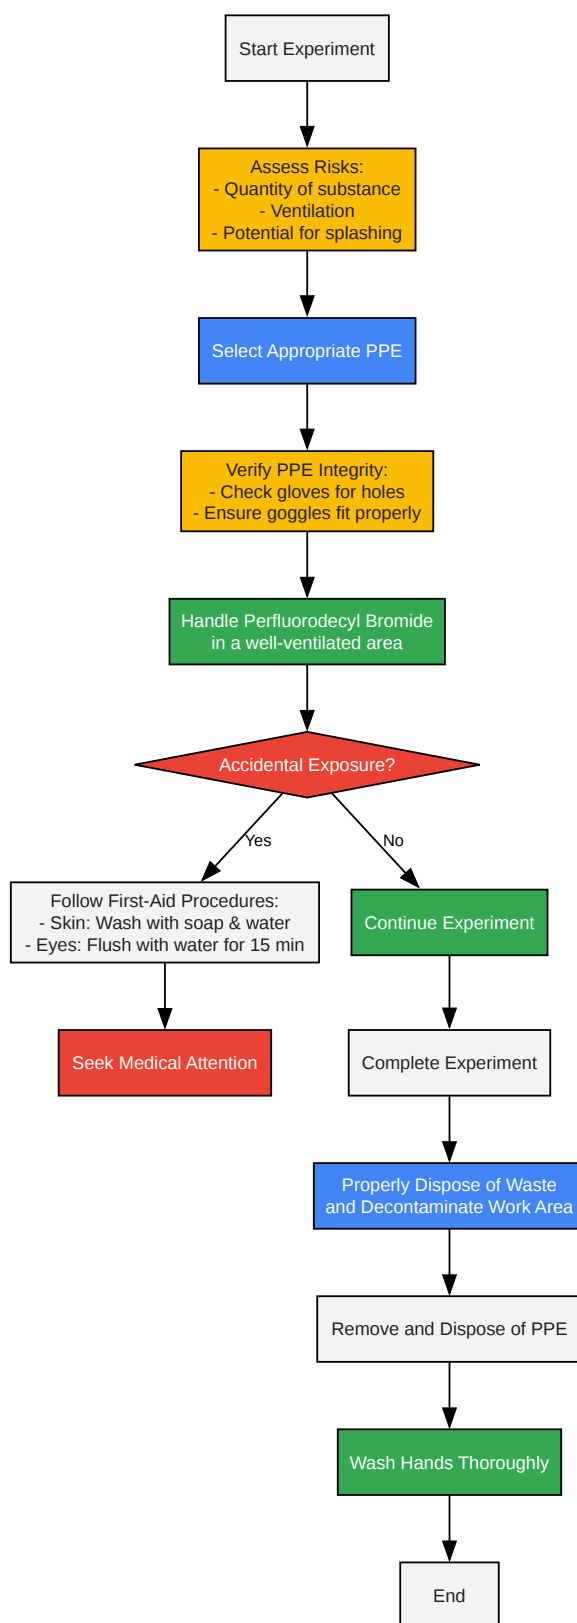 Start Experiment
Assess Risks:
- Quantity of substance
- Ventilation
- Potential for splashing
Select Appropriate PPE
Verify PPE Integrity:
- Check gloves for holes
- Ensure goggles fit properly
Handle Perfluorodecyl Bromide
in a well-ventilated area
Accidental Exposure?
Yes
No
Follow First-Aid Procedures:
- Skin: Wash with soap & water
- Eyes: Flush with water for 15 min
Continue Experiment
Seek Medical Attention
Complete Experiment
Properly Dispose of Waste
and Decontaminate Work Area
Remove and Dispose of PPE
Wash Hands Thoroughly
End